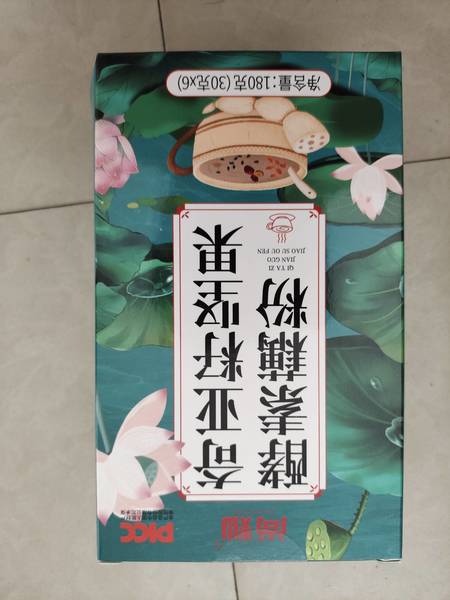 PICC
奇亚籽坚果
酵素藕粉
QI YA ZI
JIAN GUO
JIAO SU OU FEN
净含量：180克（30克x6）